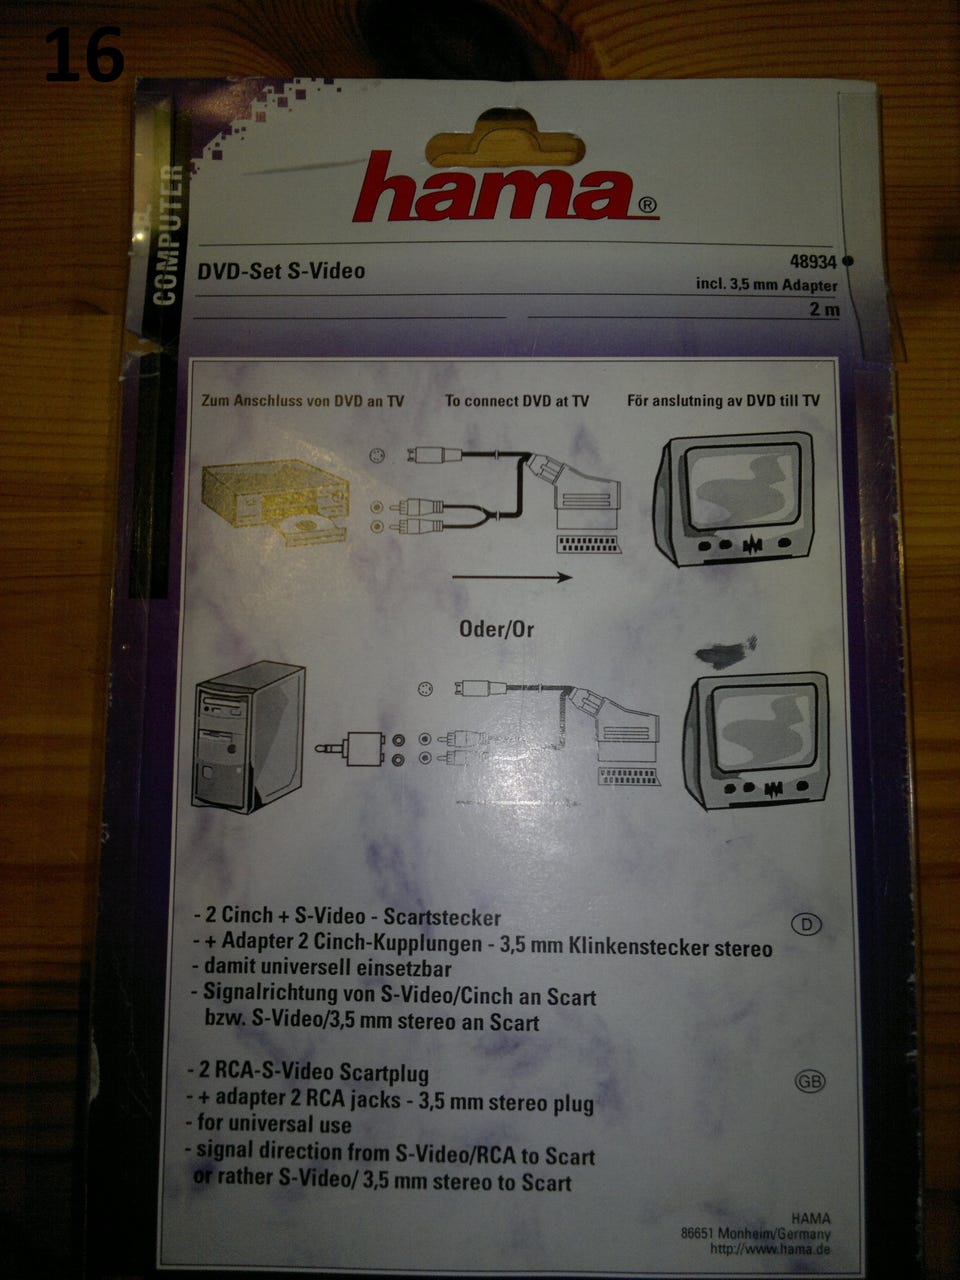 16
COMPUTER
hama®
DVD-Set S-Video
48934
incl. 3,5 mm Adapter
2 m
Zum Anschluss von DVD an TV
To connect DVD at TV
För anslutning av DVD till TV
Oder/Or
- 2 Cinch + S-Video - Scartstecker
D
- + Adapter 2 Cinch-Kupplungen - 3,5 mm Klinkenstecker stereo
- damit universell einsetzbar
- Signalrichtung von S-Video/Cinch an Scart
bzw. S-Video/3,5 mm stereo an Scart
- 2 RCA-S-Video Scartplug
GB
- + adapter 2 RCA jacks - 3,5 mm stereo plug
- for universal use
- signal direction from S-Video/RCA to Scart
or rather S-Video/ 3,5 mm stereo to Scart
HAMA
86651 Monheim/Germany
http://www.hama.de